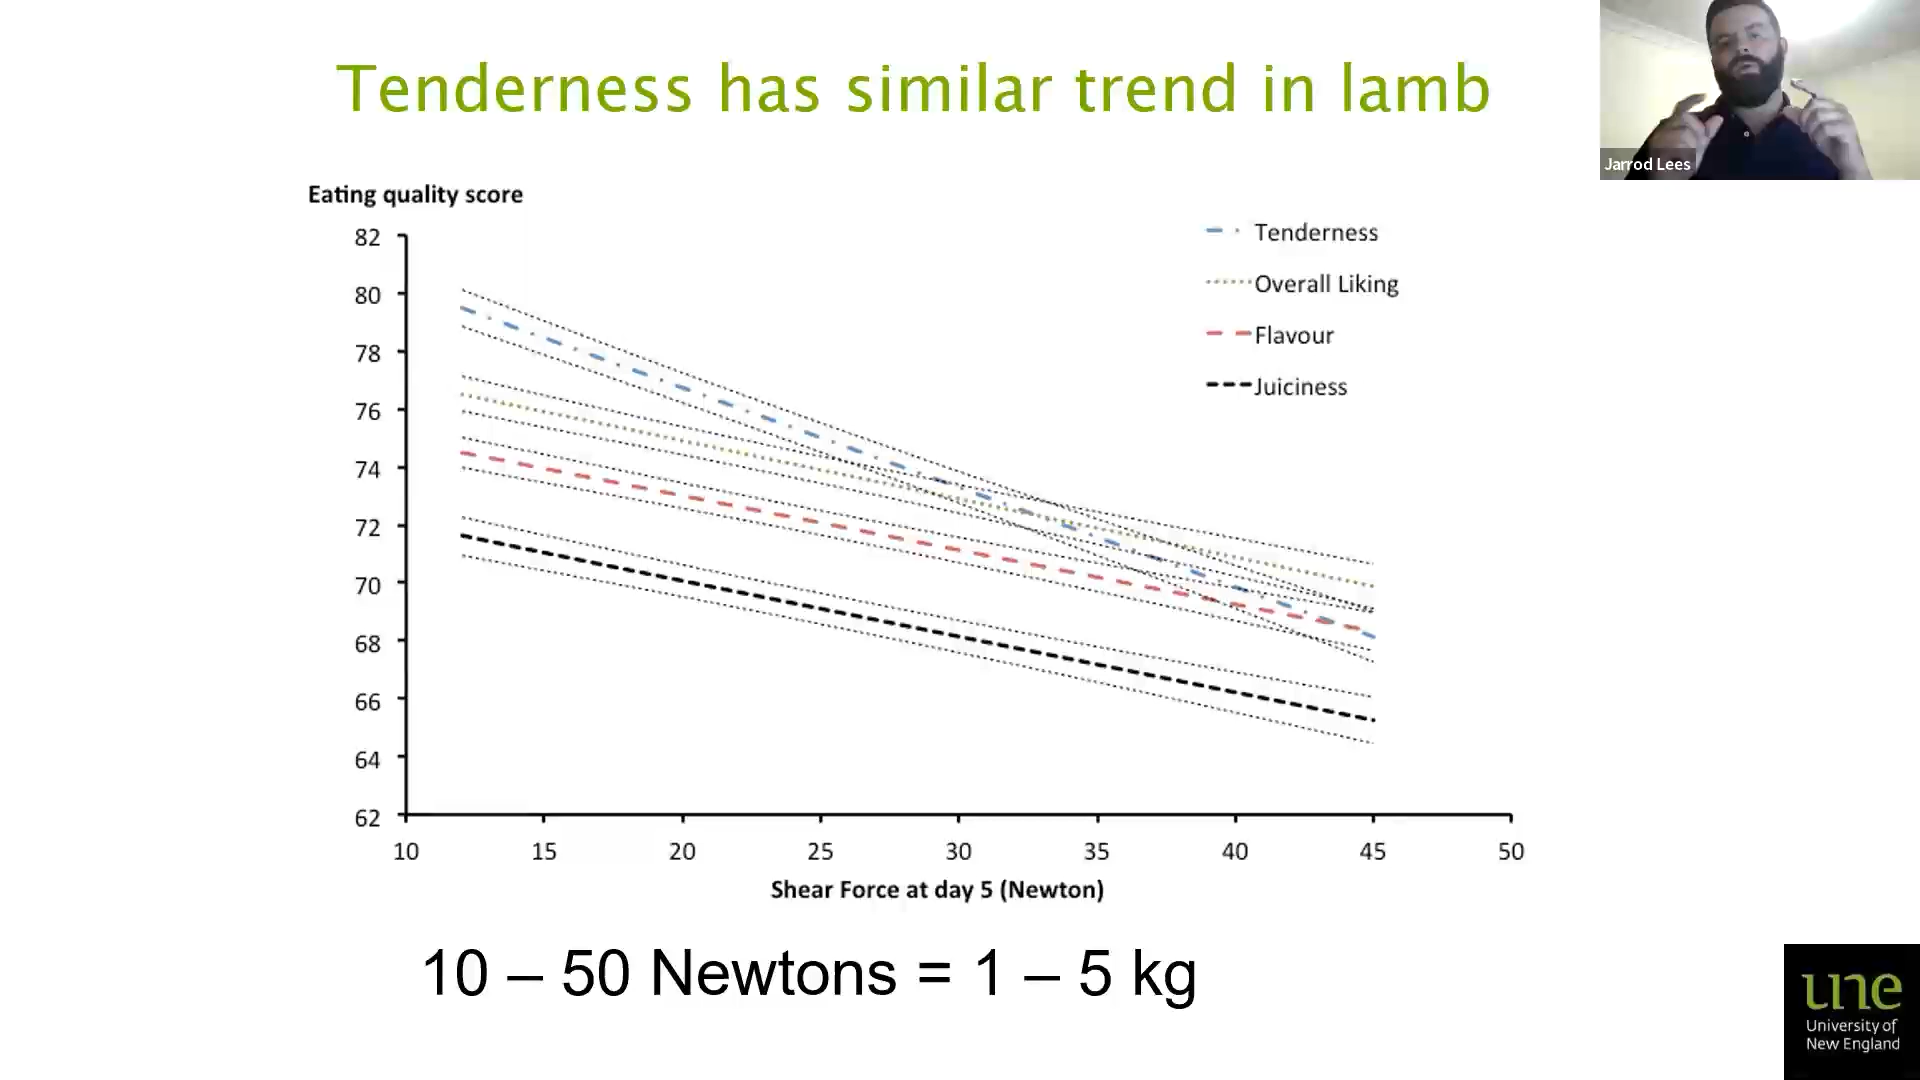 Tenderness has similar trend in lamb
Jarrod Lees
Eating quality score
82
80
78
76
74
72
70
68
66
64
62
Tenderness
Overall Liking
Flavour
Juiciness
10 15 20 25 30 35 40 45 50
Shear Force at day 5 (Newton)
10 – 50 Newtons = 1 – 5 kg
une
University of
New England